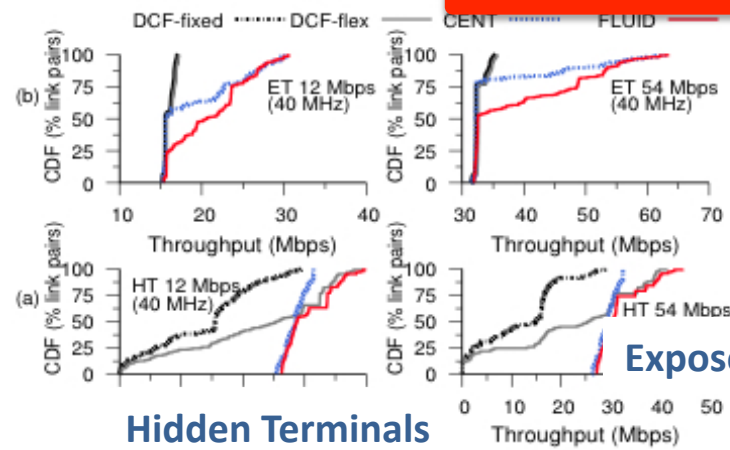 DCF-fixed DCF-flex CENT FLUID
(b) CDF (% link pairs) 100 75 50 25 0
ET 12 Mbps
(40 MHz)
10 20 30 40
Throughput (Mbps)
CDF (% link pairs) 100 75 50 25 0
ET 54 Mbps
(40 MHz)
30 40 50 60 70
Throughput (Mbps)
(a) CDF (% link pairs) 100 75 50 25 0
HT 12 Mbps
(40 MHz)
Hidden Terminals
CDF (% link pairs) 100 75 50 25 0
HT 54 Mbps
Expose
0 10 20 30 40 50
Throughput (Mbps)